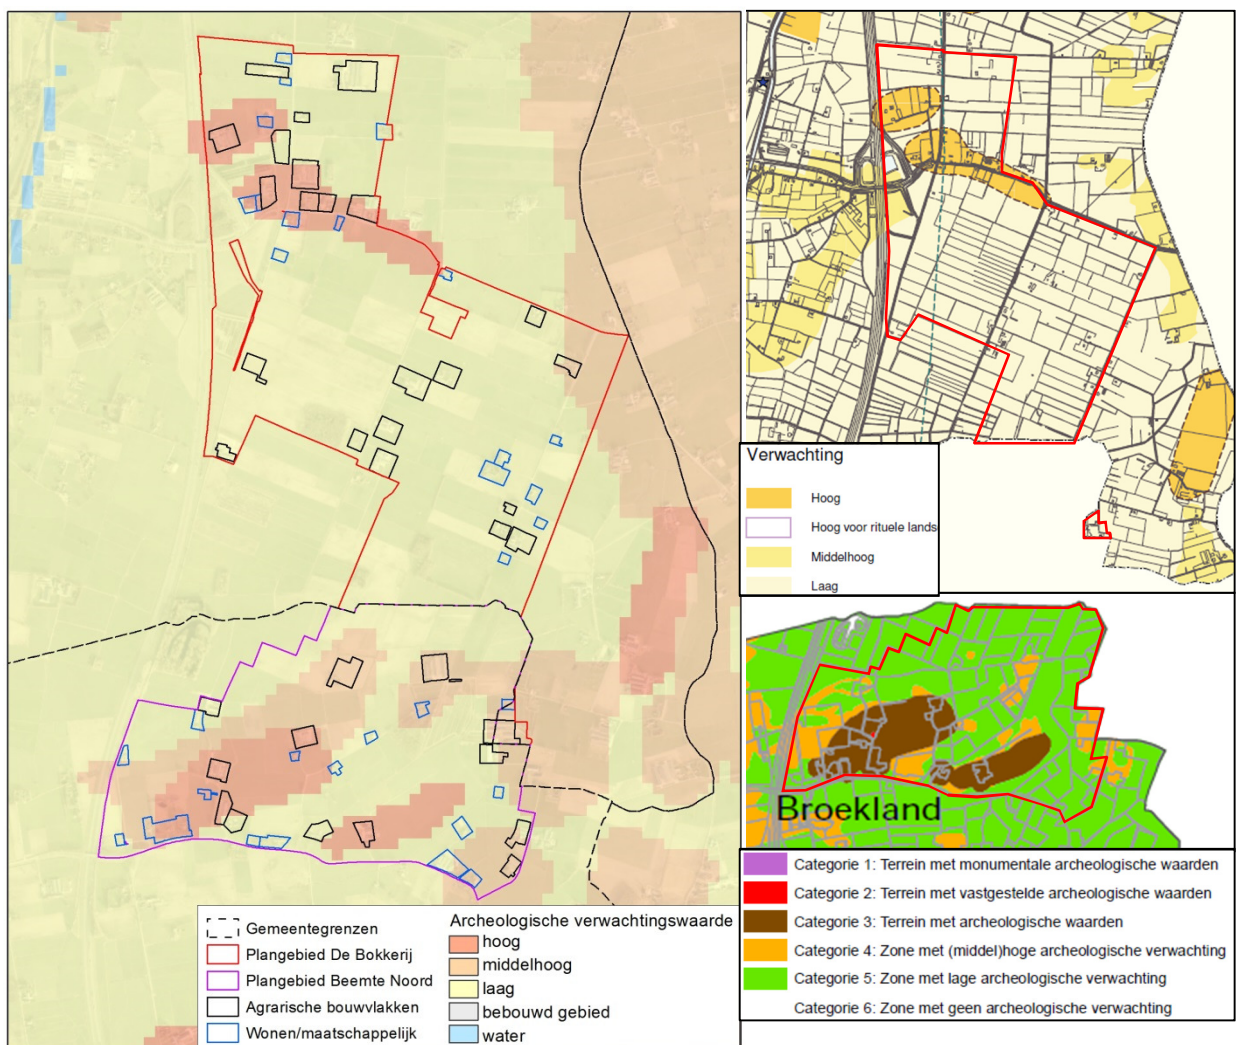 Gemeentegrenzen
Plangebied De Bokkerij
Plangebied Beemte Noord
Agrarische bouwvlakken
Wonen/maatschappelijk
Archeologische verwachtingswaarde
hoog
middelhoog
laag
bebouwd gebied
water
Verwachting
Hoog
Hoog voor rituele lands
Middelhoog
Laag
Broekland
Categorie 1: Terrein met monumentale archeologische waarden
Categorie 2: Terrein met vastgestelde archeologische waarden
Categorie 3: Terrein met archeologische waarden
Categorie 4: Zone met (middel)hoge archeologische verwachting
Categorie 5: Zone met lage archeologische verwachting
Categorie 6: Zone met geen archeologische verwachting